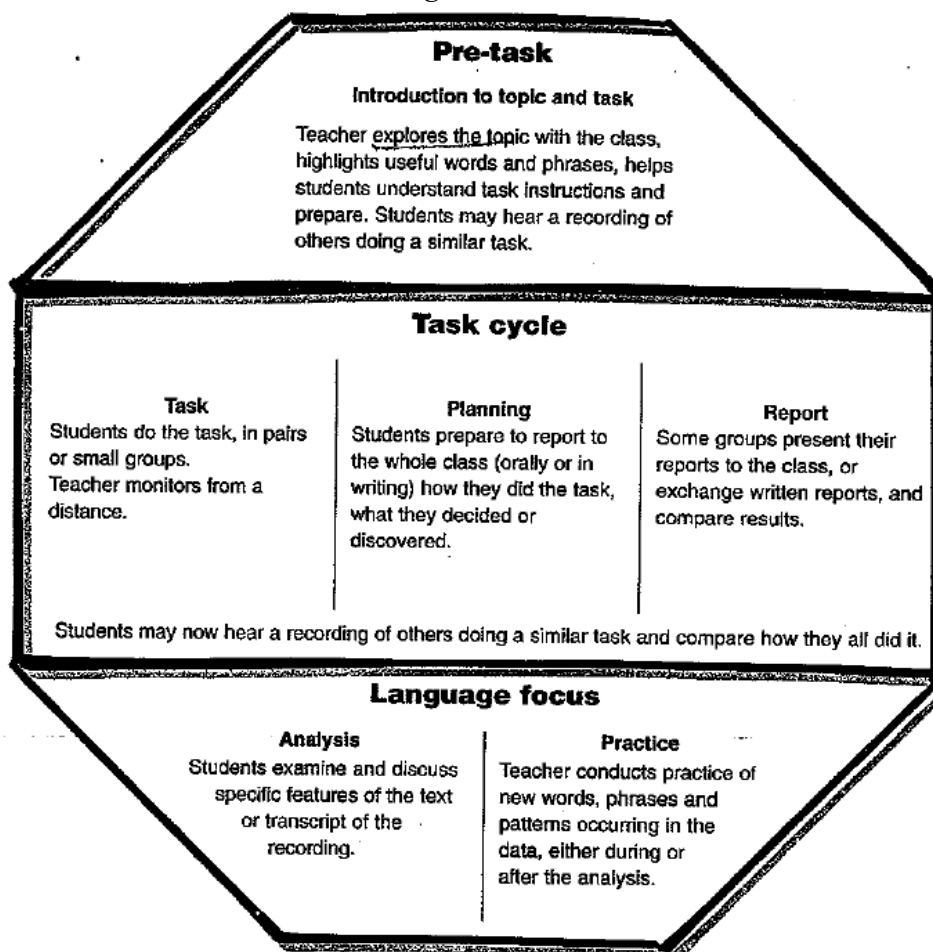 Pre-task
Introduction to topic and task
Teacher explores the topic with the class,
highlights useful words and phrases, helps
students understand task instructions and
prepare. Students may hear a recording of
others doing a similar task.
Task cycle
Task
Students do the task, in pairs
or small groups.
Teacher monitors from a
distance.
Planning
Students prepare to report to
the whole class (orally or in
writing) how they did the task,
what they decided or
discovered.
Report
Some groups present their
reports to the class, or
exchange written reports, and
compare results.
Students may now hear a recording of others doing a similar task and compare how they all did it.
Language focus
Analysis
Students examine and discuss
specific features of the text
or transcript of the
recording.
Practice
Teacher conducts practice of
new words, phrases and
patterns occurring in the
data, either during or
after the analysis.